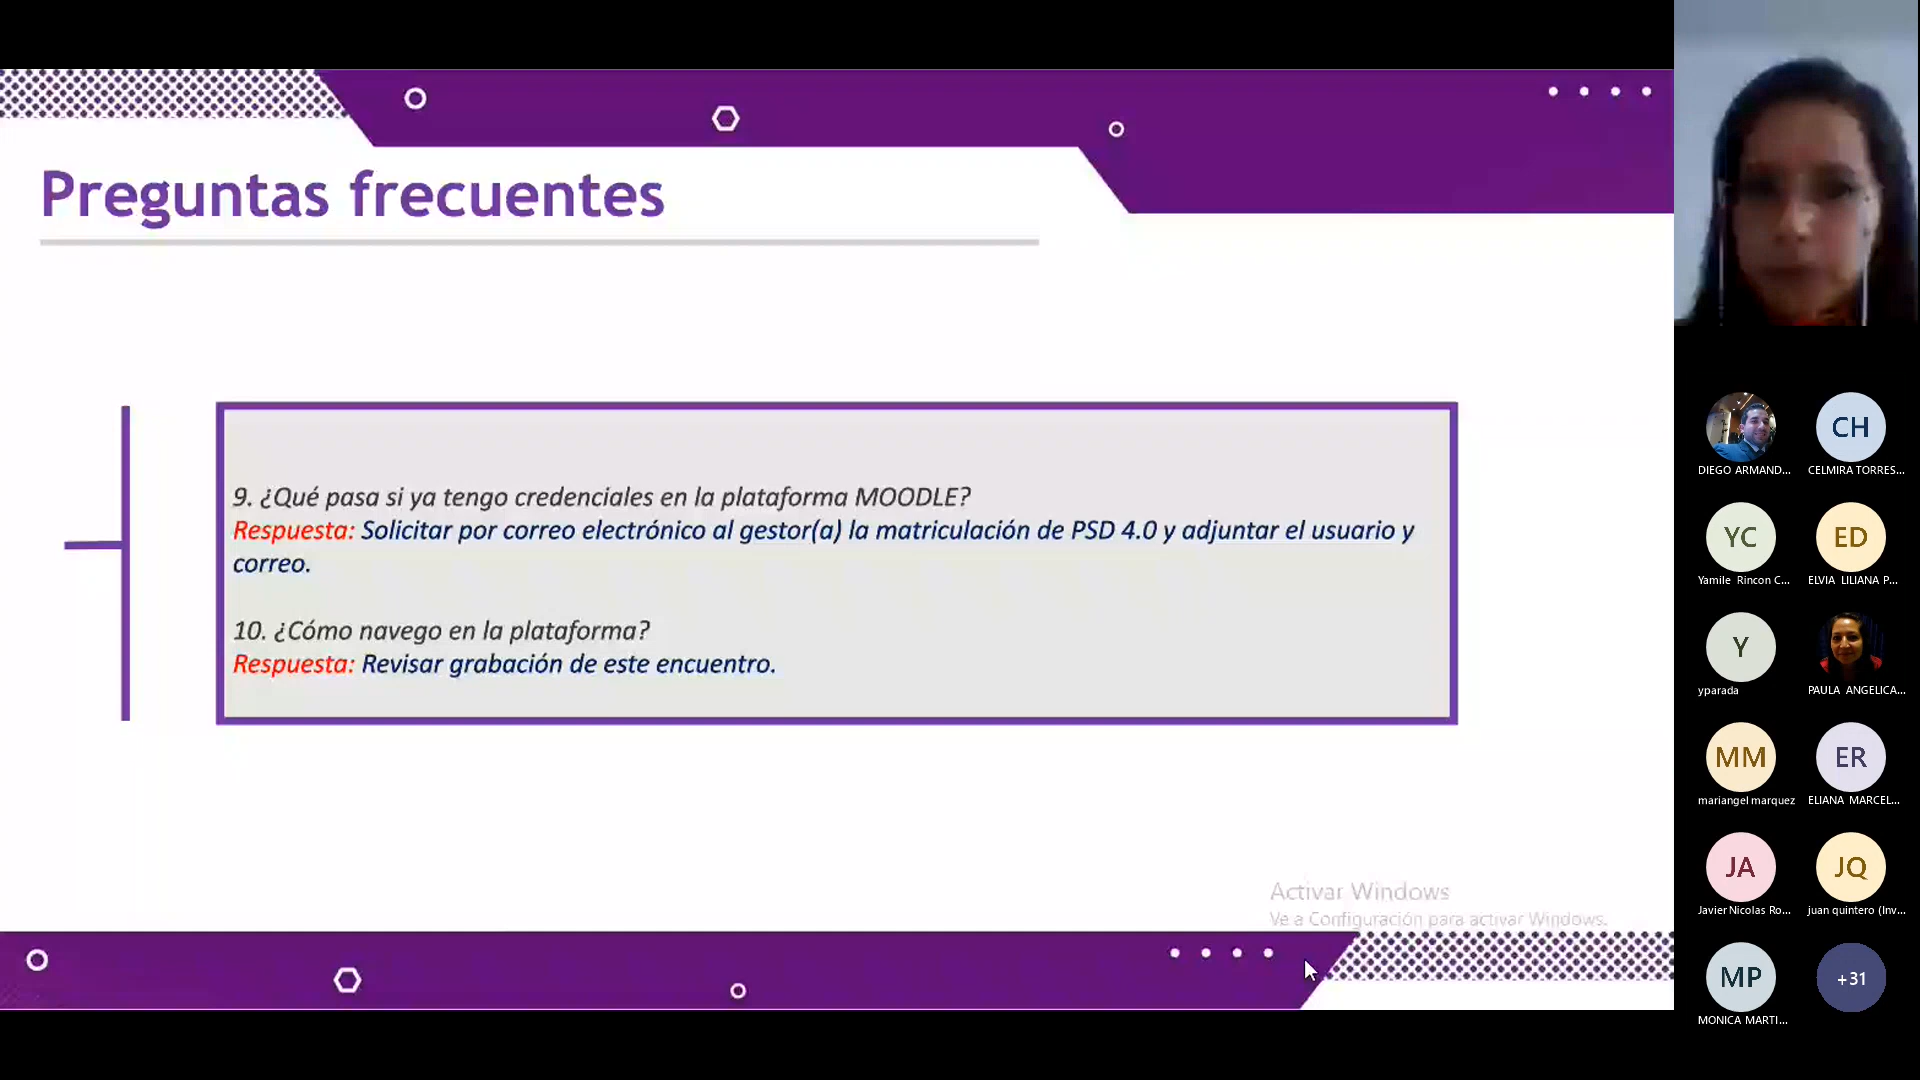 Preguntas frecuentes
9. ¿Qué pasa si ya tengo credenciales en la plataforma MOODLE?
Respuesta: Solicitar por correo electrónico al gestor(a) la matriculación de PSD 4.0 y adjuntar el usuario y
correo.
10. ¿Cómo navego en la plataforma?
Respuesta: Revisar grabación de este encuentro.
Activar Windows
Ve a Configuración para activar Windows.
CH
DIEGO ARMAND... CELMIRA TORRES...
YC ED
Yamile Rincon C... ELVIA LILIANA P...
Y
yparada PAULA ANGELICA...
MM ER
mariangel marquez ELIANA MARCEL...
JA JQ
Javier Nicolas Ro... juan quintero (Inv...
MP +31
MONICA MARTI...